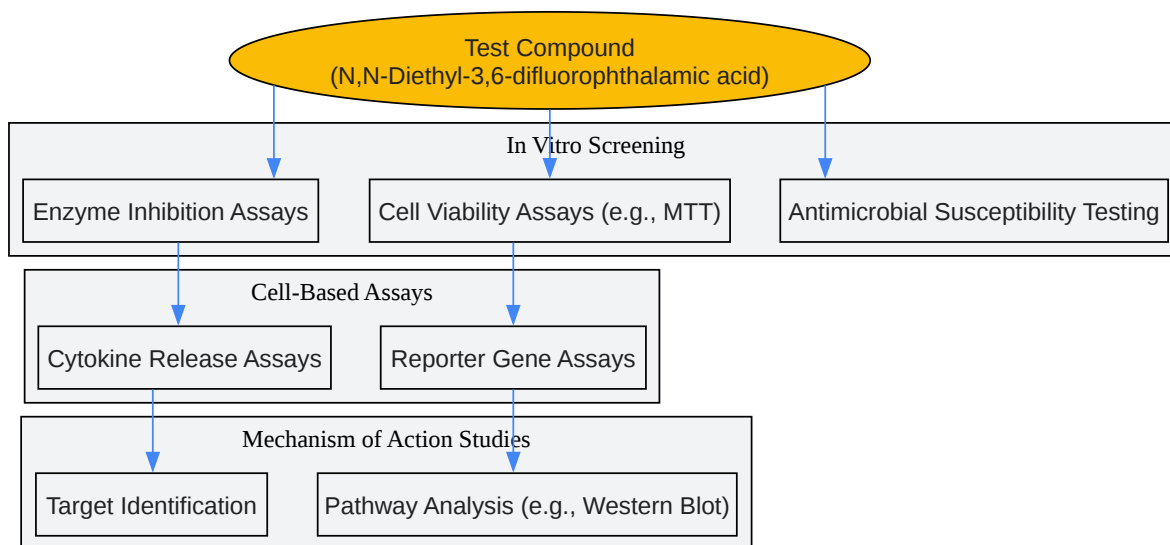 Test Compound
(N,N-Diethyl-3,6-difluorophthalamic acid)
In Vitro Screening
Enzyme Inhibition Assays
Cell Viability Assays (e.g., MTT)
Antimicrobial Susceptibility Testing
Cell-Based Assays
Cytokine Release Assays
Reporter Gene Assays
Mechanism of Action Studies
Target Identification
Pathway Analysis (e.g., Western Blot)